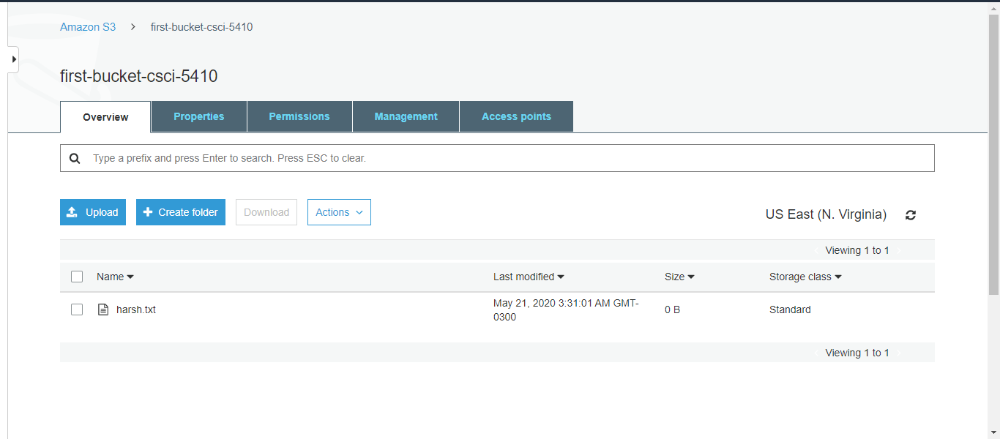 Amazon S3 > first-bucket-csci-5410
first-bucket-csci-5410
Overview Properties Permissions Management Access points
Type a prefix and press Enter to search. Press ESC to clear.
Upload Create folder Download Actions US East (N. Virginia)
Viewing 1 to 1
Name Last modified Size Storage class
harsh.txt May 21, 2020 3:31:01 AM GMT-
0300 0 B Standard
Viewing 1 to 1